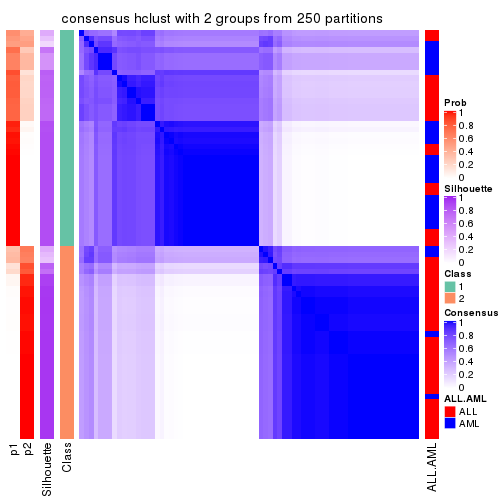 consensus hclust with 2 groups from 250 partitions
Prob
1
0.8
0.6
0.4
0.2
0
Silhouette
1
0.8
0.6
0.4
0.2
0
Class
1
2
Consensus
1
0.8
0.6
0.4
0.2
0
ALL.AML
ALL
AML
p1
p2
Silhouette
Class
ALL.AML